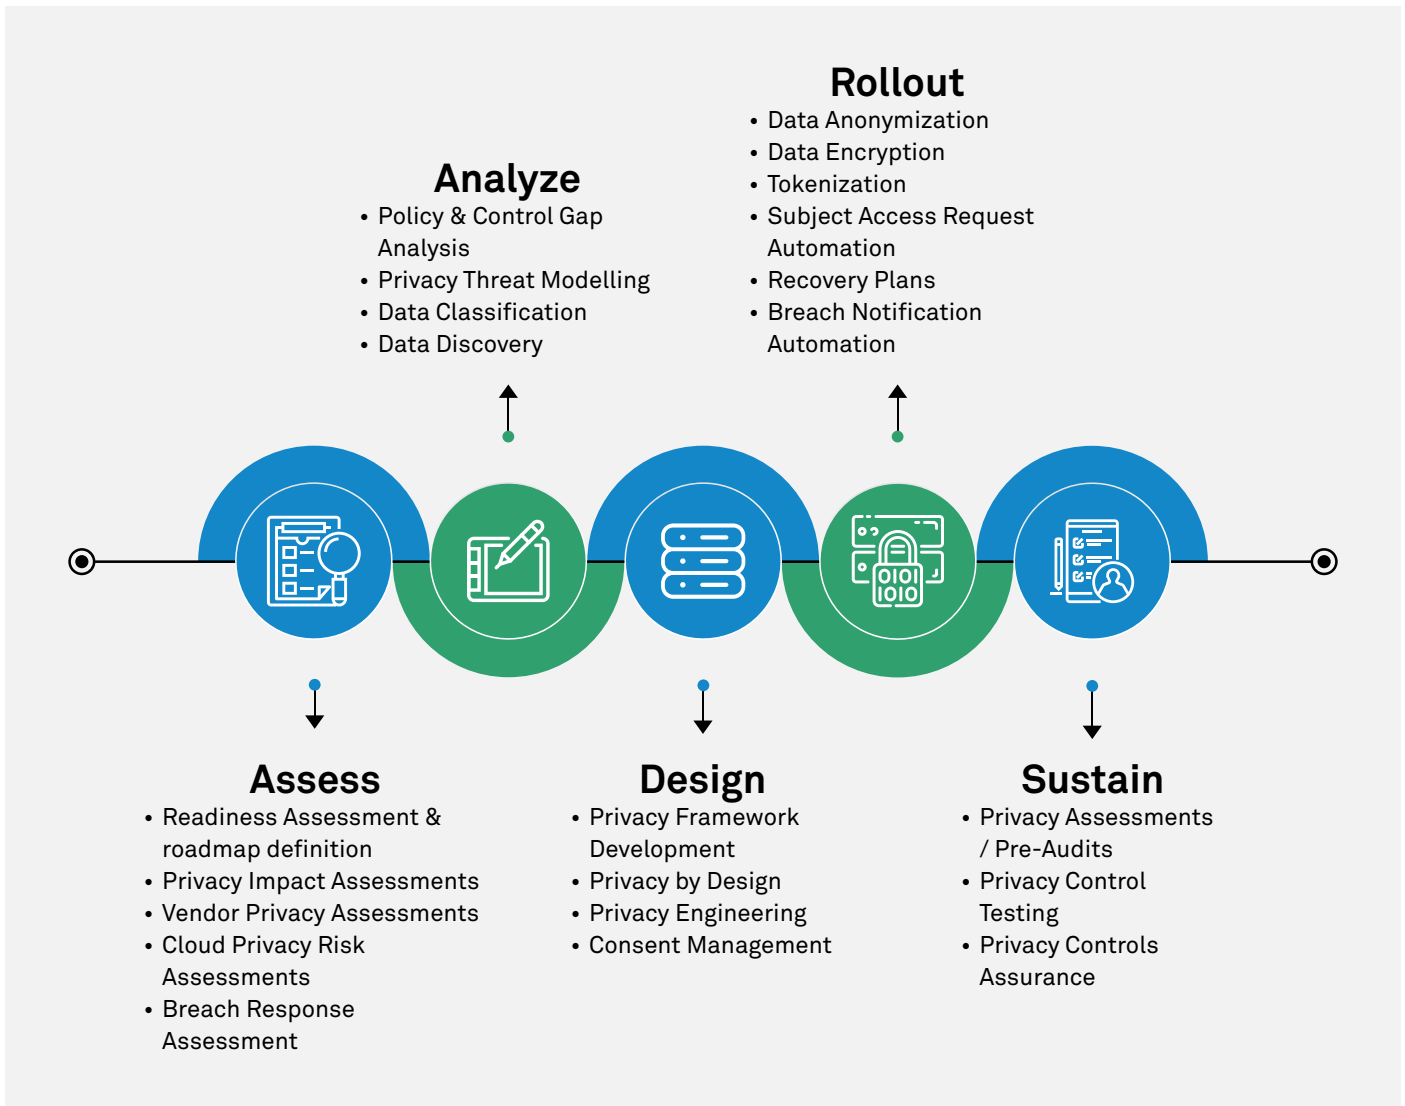 Rollout
• Data Anonymization
• Data Encryption
• Tokenization
• Subject Access Request
Automation
• Recovery Plans
• Breach Notification
Automation
Analyze
• Policy & Control Gap
Analysis
• Privacy Threat Modelling
• Data Classification
• Data Discovery
0101
1010
Assess
• Readiness Assessment &
roadmap definition
• Privacy Impact Assessments
• Vendor Privacy Assessments
• Cloud Privacy Risk
Assessments
• Breach Response
Assessment
Design
• Privacy Framework
Development
• Privacy by Design
• Privacy Engineering
• Consent Management
Sustain
• Privacy Assessments
/ Pre-Audits
• Privacy Control
Testing
• Privacy Controls
Assurance